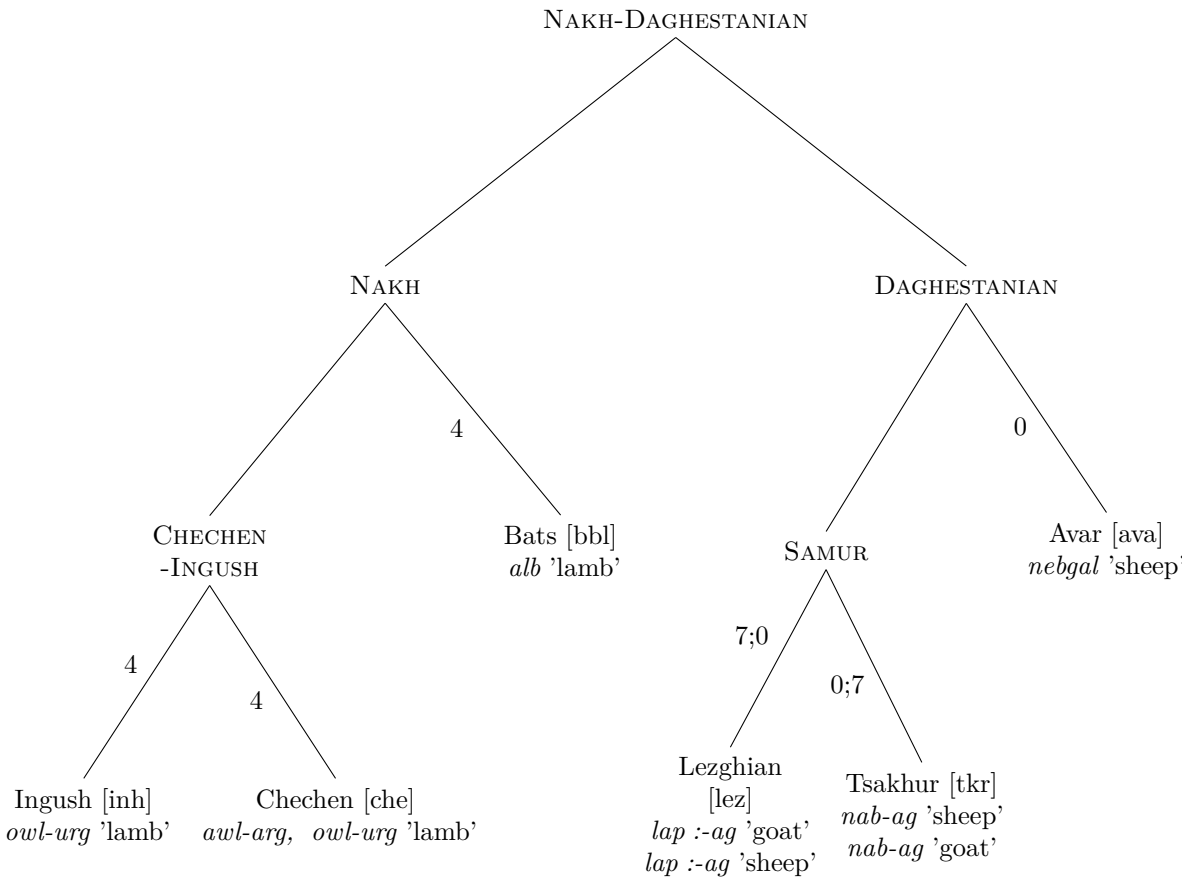 NAKH-DAGHESTANIAN
NAKH
DAGHESTANIAN
4
0
CHECHEN
-INGUSH
Bats [bbl]
alb 'lamb'
SAMUR
Avar [ava]
nebgal 'sheep'
4
4
7;0
0;7
Ingush [inh]
owl-urg 'lamb'
Chechen [che]
awl-arg, owl-urg 'lamb'
Lezghian
[lez]
lap :-ag 'goat'
lap :-ag 'sheep'
Tsakhur [tkr]
nab-ag 'sheep'
nab-ag 'goat'